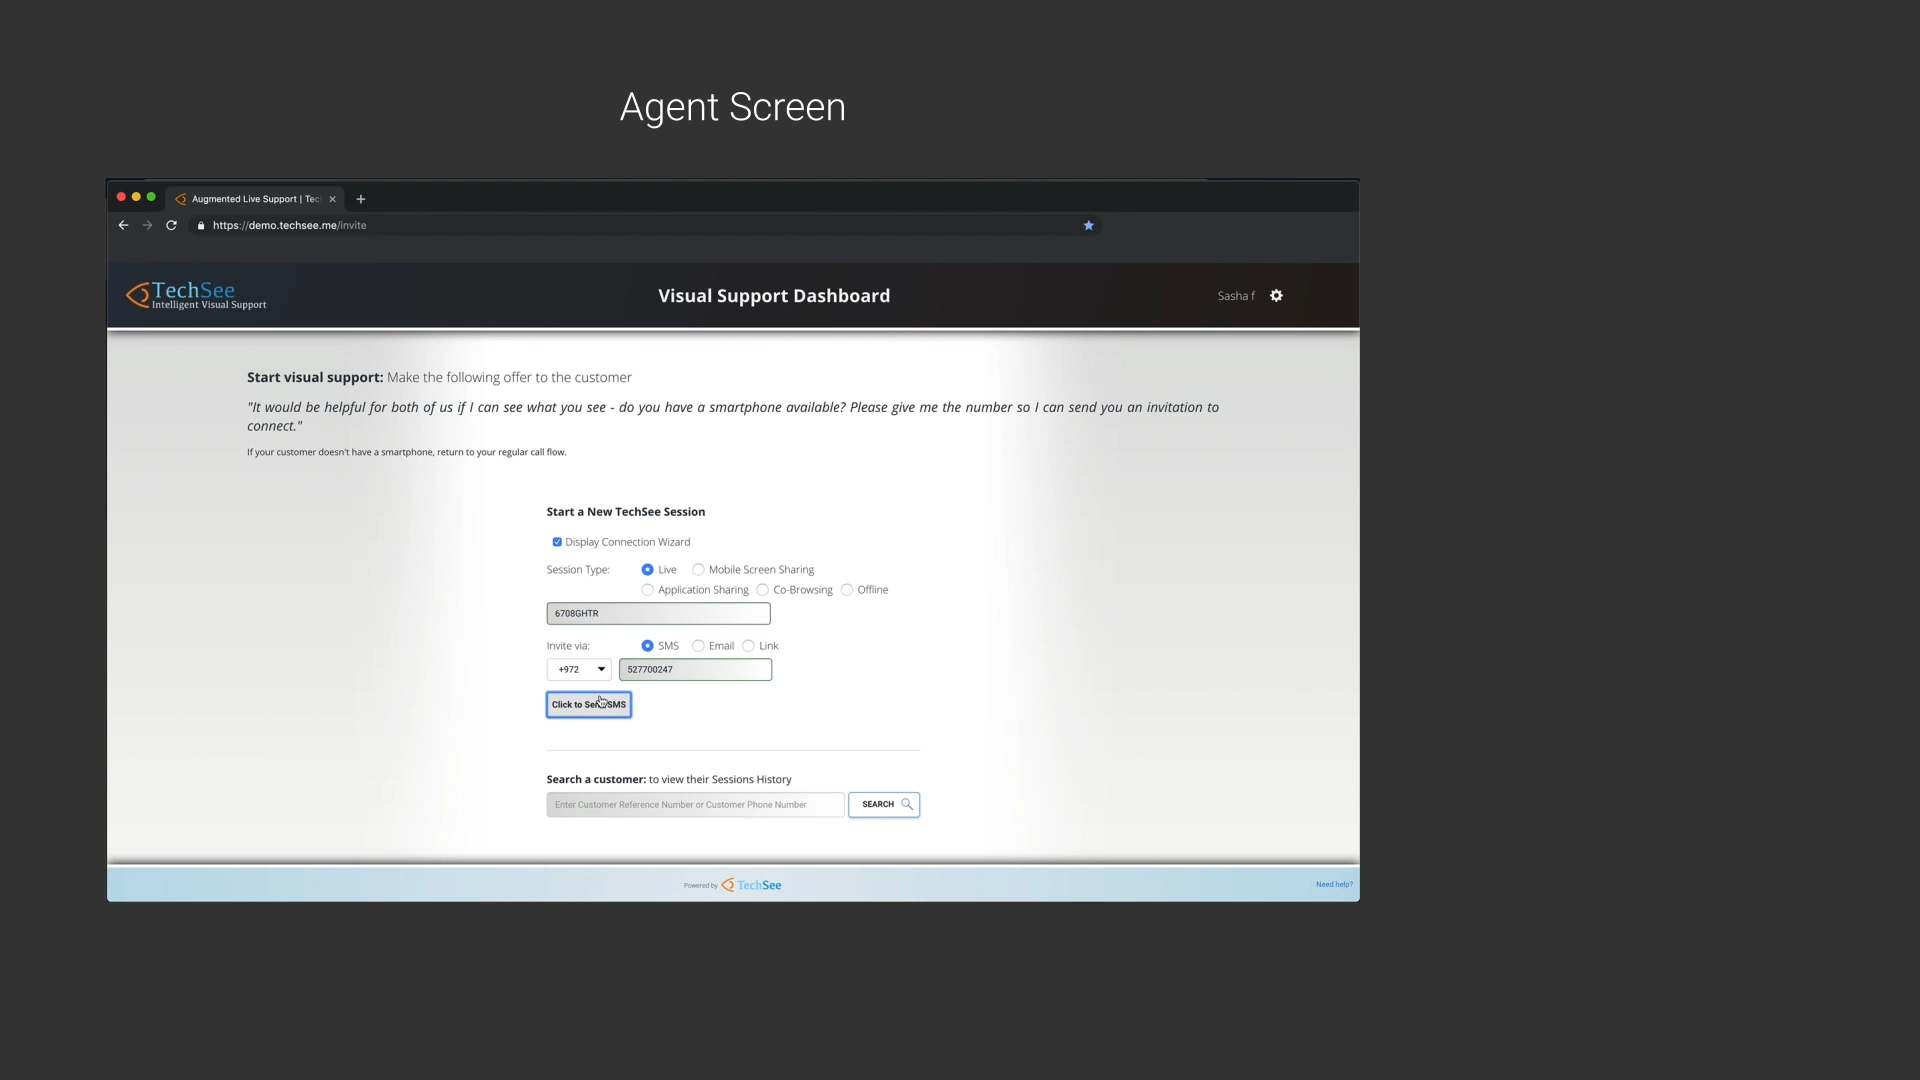 Agent Screen
Augmented Live Support | Tec
https://demo.techsee.me/invite
TechSee
Intelligent Visual Support
Visual Support Dashboard
Sasha f
Start visual support: Make the following offer to the customer
"It would be helpful for both of us if I can see what you see - do you have a smartphone available? Please give me the number so I can send you an invitation to
connect."
If your customer doesn't have a smartphone, return to your regular call flow.
Start a New TechSee Session
Display Connection Wizard
Session Type: Live Mobile Screen Sharing
Application Sharing Co-Browsing Offline
6708GHTR
Invite via: SMS Email Link
+972 527700247
Click to Send SMS
Search a customer: to view their Sessions History
Enter Customer Reference Number or Customer Phone Number SEARCH
Powered by TechSee
Need help?